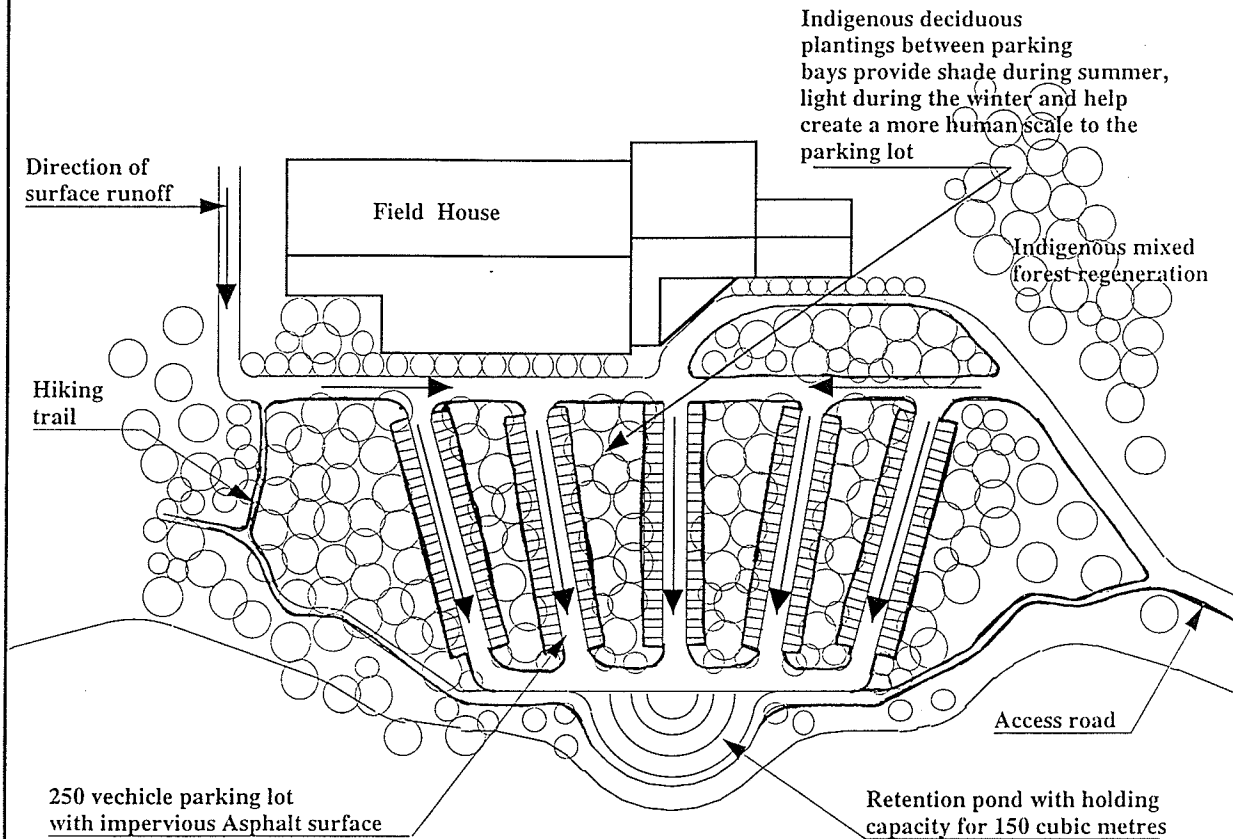 Indigenous deciduous
plantings between parking
bays provide shade during summer,
light during the winter and help
create a more human scale to the
parking lot
Direction of
surface runoff
Field House
Indigenous mixed
forest regeneration
Hiking
trail
Access road
250 vechicle parking lot
with impervious Asphalt surface
Retention pond with holding
capacity for 150 cubic metres